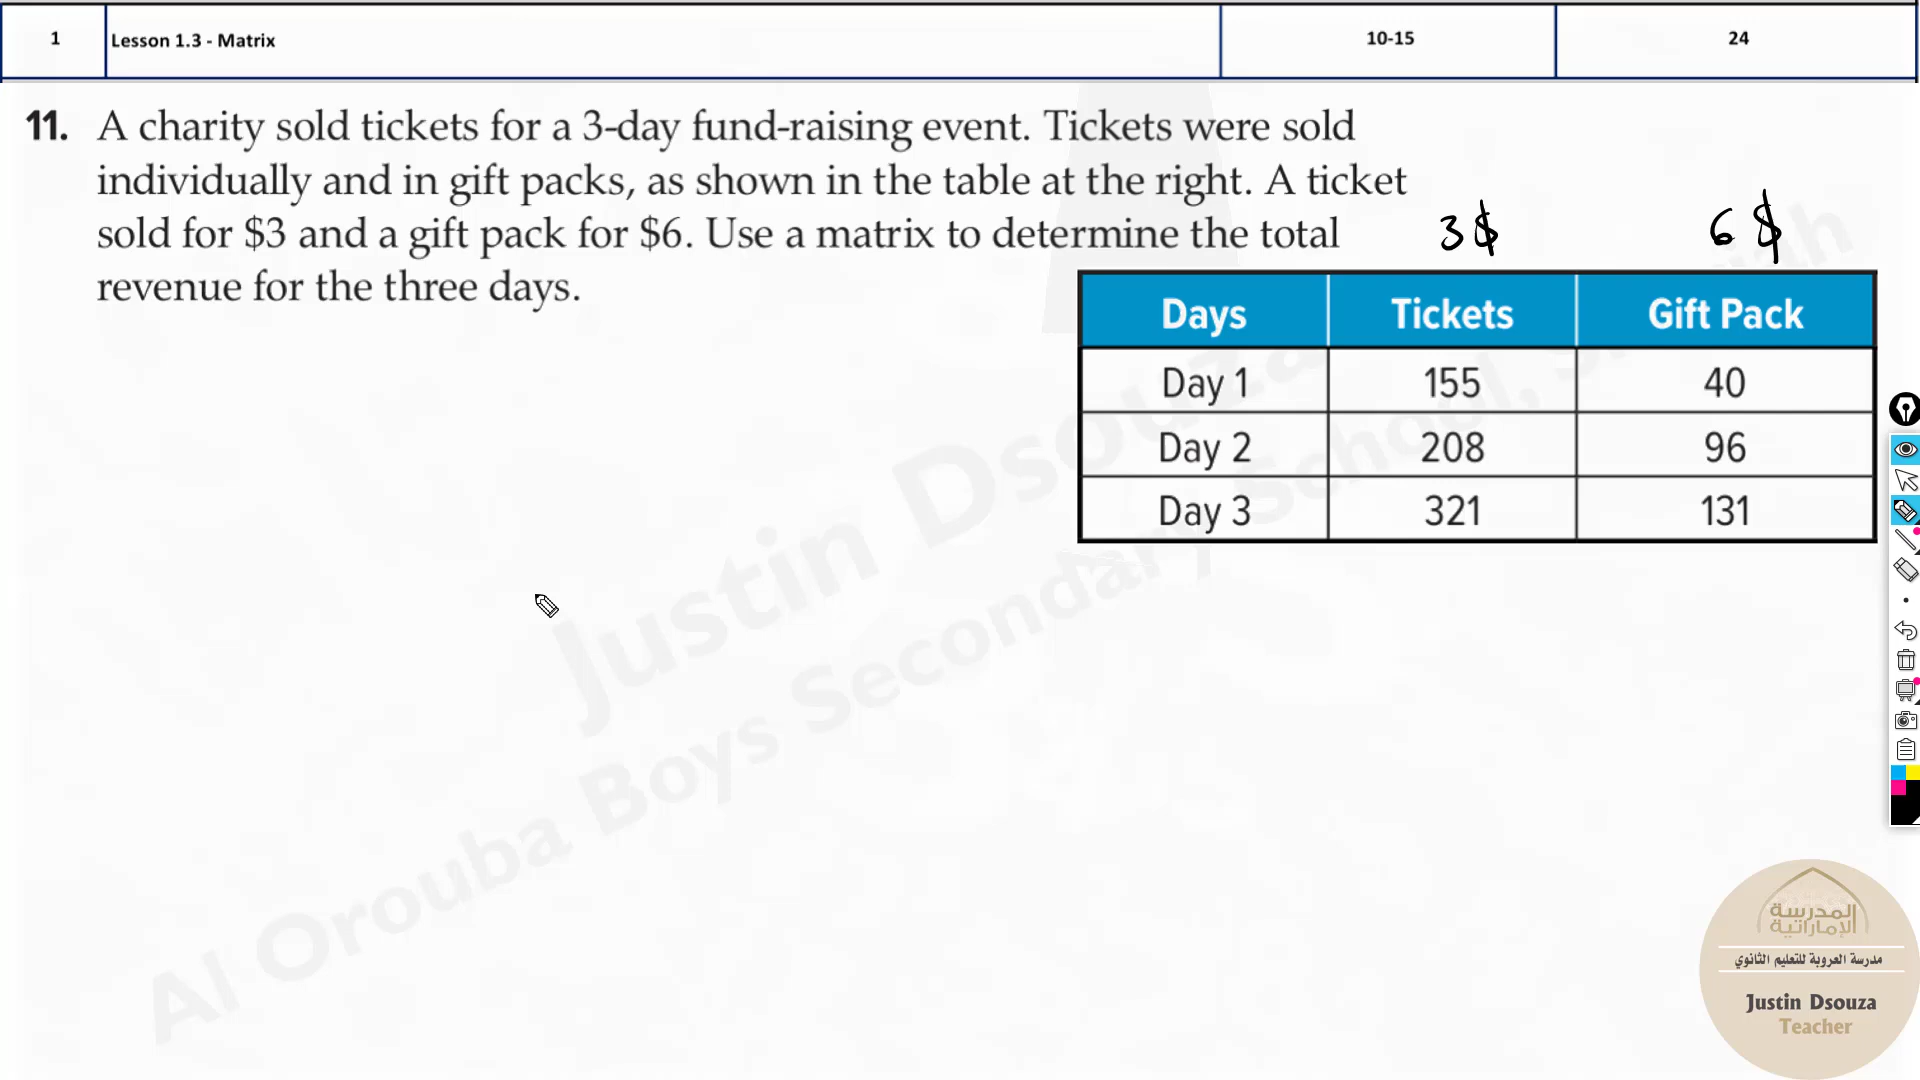 1 Lesson 1.3 - Matrix 10-15 24
11. A charity sold tickets for a 3-day fund-raising event. Tickets were sold
individually and in gift packs, as shown in the table at the right. A ticket
sold for $3 and a gift pack for $6. Use a matrix to determine the total
revenue for the three days.
3$ 6$
Days Tickets Gift Pack
Day 1 155 40
Day 2 208 96
Day 3 321 131
Justin Dsouza
Al Orouba Boys Secondary School, Sharjah
المدرسة
الإماراتية
مدرسة العروبة للتعليم الثانوي
Justin Dsouza
Teacher